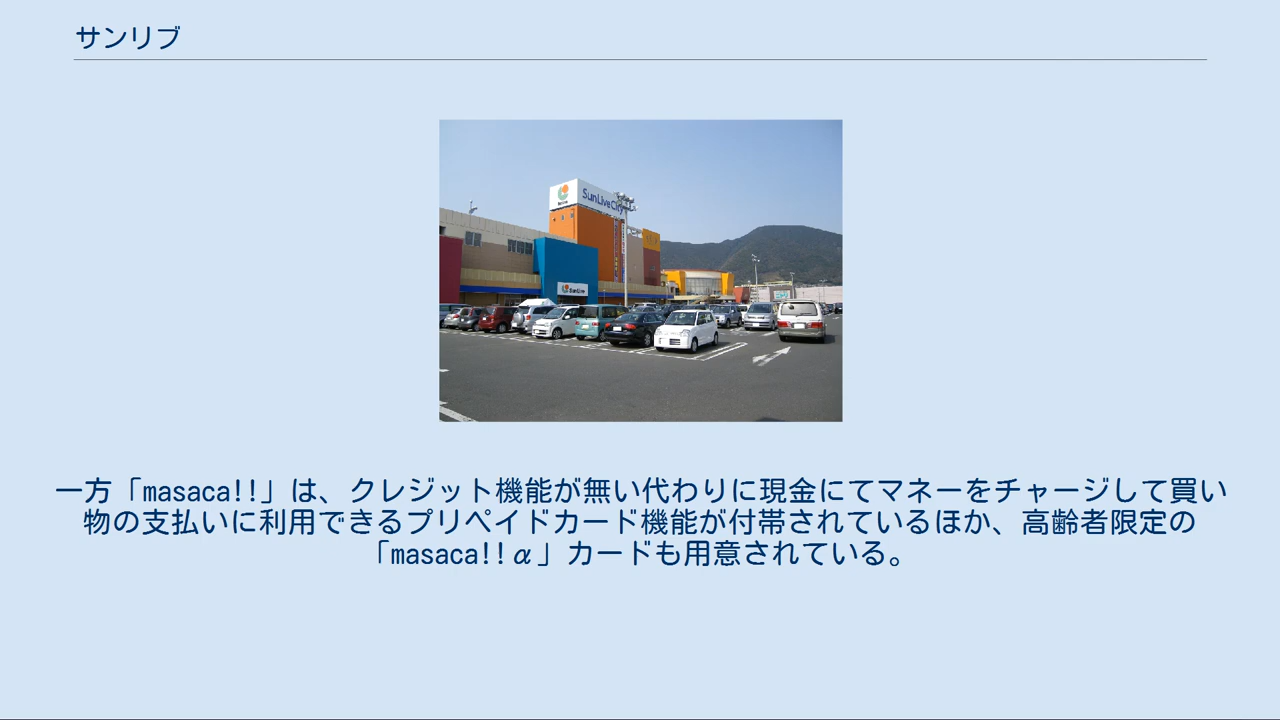 サンリブ
SunLiveCity
SunLive
一方「masaca!!」は、クレジット機能が無い代わりに現金にてマネーをチャージして買い
物の支払いに利用できるプリペイドカード機能が付帯されているほか、高齢者限定の
「masaca!!α」カードも用意されている。